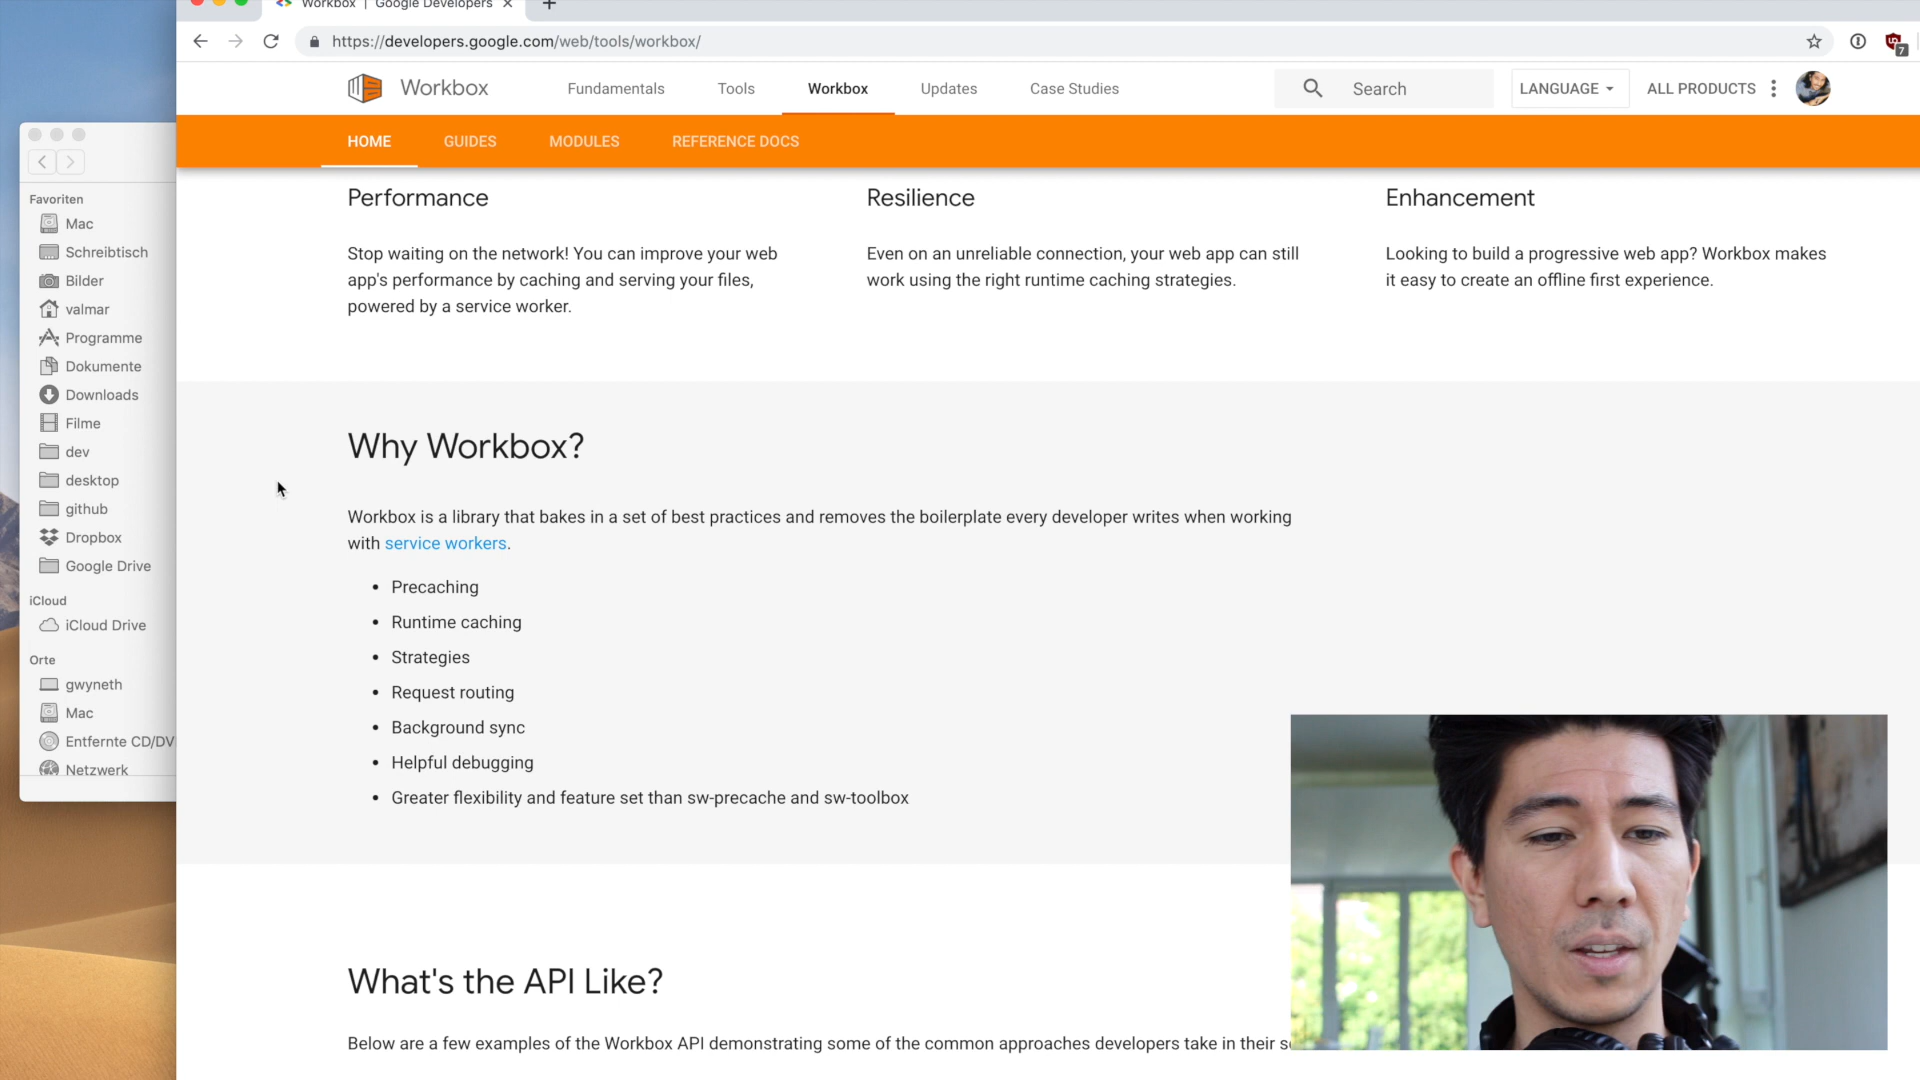 Workbox | Google Developers
https://developers.google.com/web/tools/workbox/
7
Workbox
Fundamentals
Tools
Workbox
Updates
Case Studies
Search
LANGUAGE
ALL PRODUCTS
HOME
GUIDES
MODULES
REFERENCE DOCS
Favoriten
Mac
Schreibtisch
Bilder
valmar
Programme
Dokumente
Downloads
Filme
dev
desktop
github
Dropbox
Google Drive
iCloud
iCloud Drive
Orte
gwyneth
Mac
Entfernte CD/DV
Netzwerk
Performance
Stop waiting on the network! You can improve your web
app's performance by caching and serving your files,
powered by a service worker.
Resilience
Even on an unreliable connection, your web app can still
work using the right runtime caching strategies.
Enhancement
Looking to build a progressive web app? Workbox makes
it easy to create an offline first experience.
Why Workbox?
Workbox is a library that bakes in a set of best practices and removes the boilerplate every developer writes when working
with service workers.
• Precaching
• Runtime caching
• Strategies
• Request routing
• Background sync
• Helpful debugging
• Greater flexibility and feature set than sw-precache and sw-toolbox
What's the API Like?
Below are a few examples of the Workbox API demonstrating some of the common approaches developers take in their